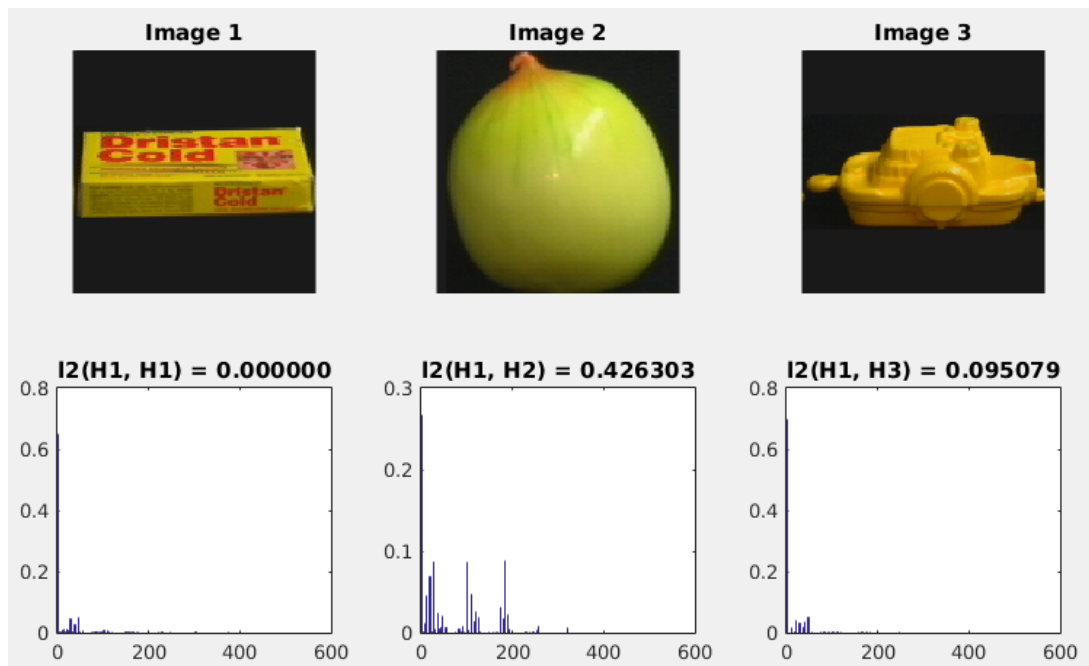 Image 1
Image 2
Image 3
Dristan
Cold
Dristan
Cold
l2(H1, H1) = 0.000000
l2(H1, H2) = 0.426303
l2(H1, H3) = 0.095079
0.8
0.6
0.4
0.2
0
0 200 400 600
0.3
0.2
0.1
0
0 200 400 600
0.8
0.6
0.4
0.2
0
0 200 400 600